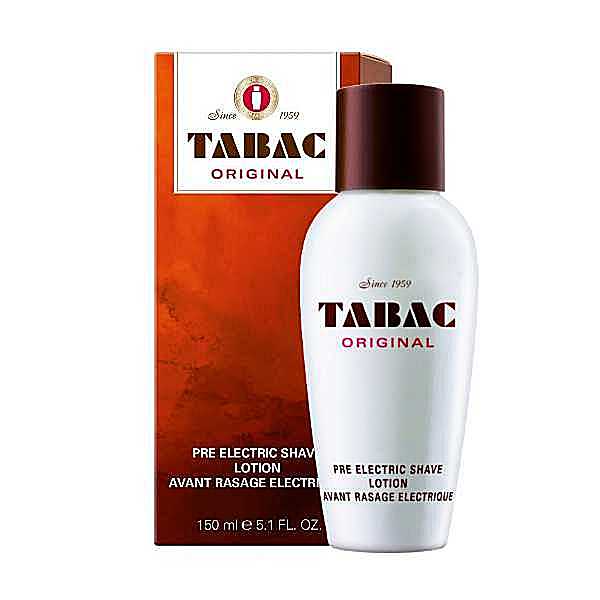 Since 1959
TABAC
ORIGINAL
PRE ELECTRIC SHAVE
LOTION
AVANT RASAGE ELECTRI
150 ml e 5.1 FL. OZ.
Since 1959
TABAC
ORIGINAL
PRE ELECTRIC SHAVE
LOTION
AVANT RASAGE ELECTRIQUE